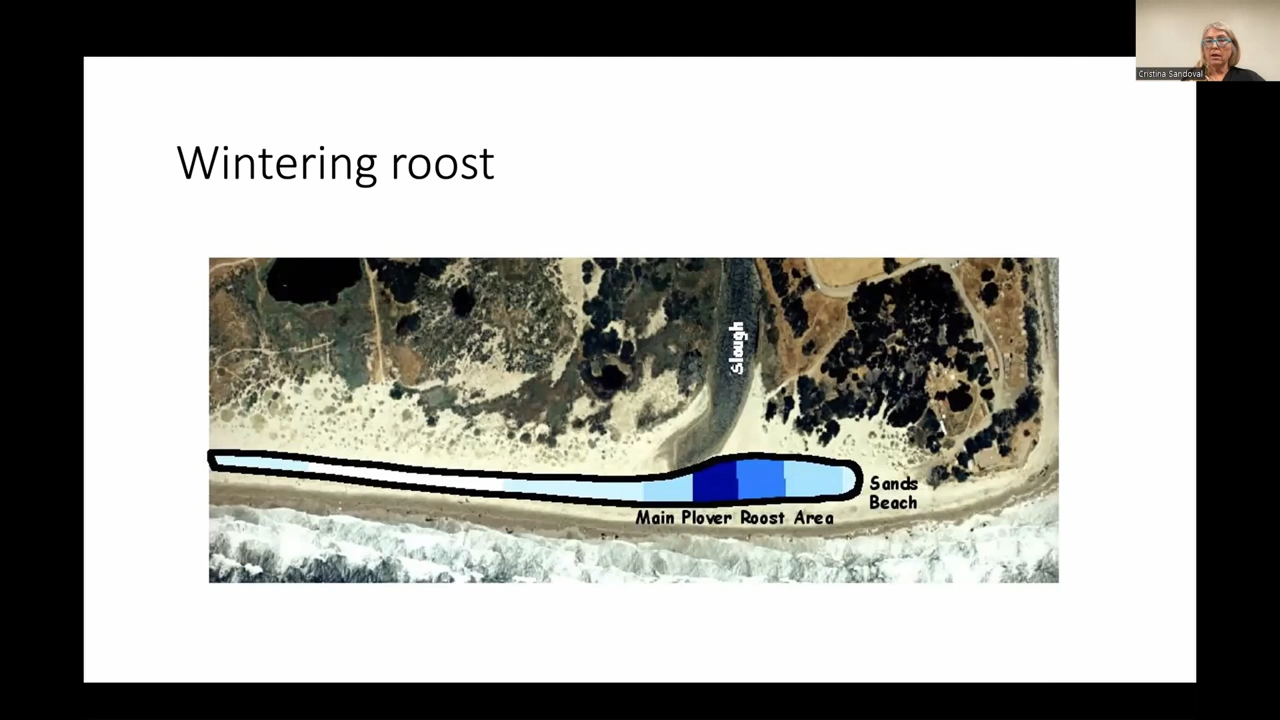 Cristina Sandoval
Wintering roost
Slough
Sands
Beach
Main Plover Roost Area